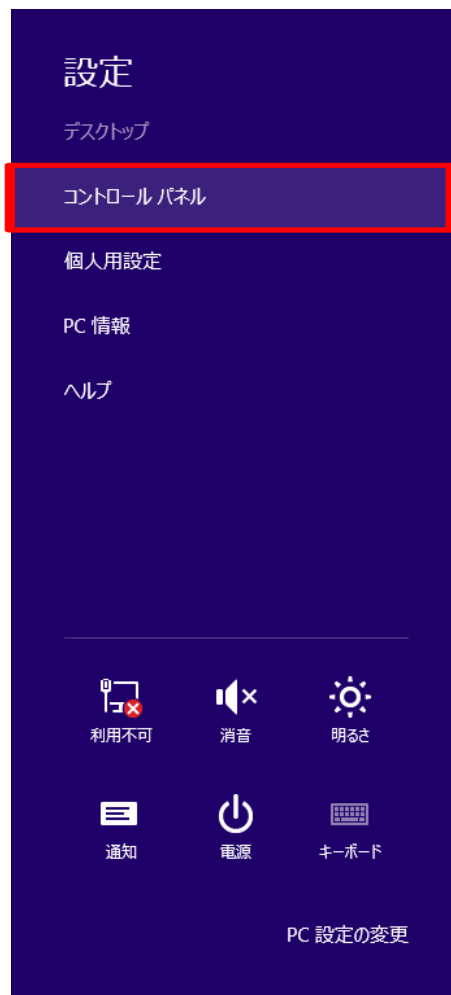 設定
デスクトップ
コントロール パネル
個人用設定
PC 情報
ヘルプ
利用不可
消音
明るさ
通知
電源
キーボード
PC 設定の変更